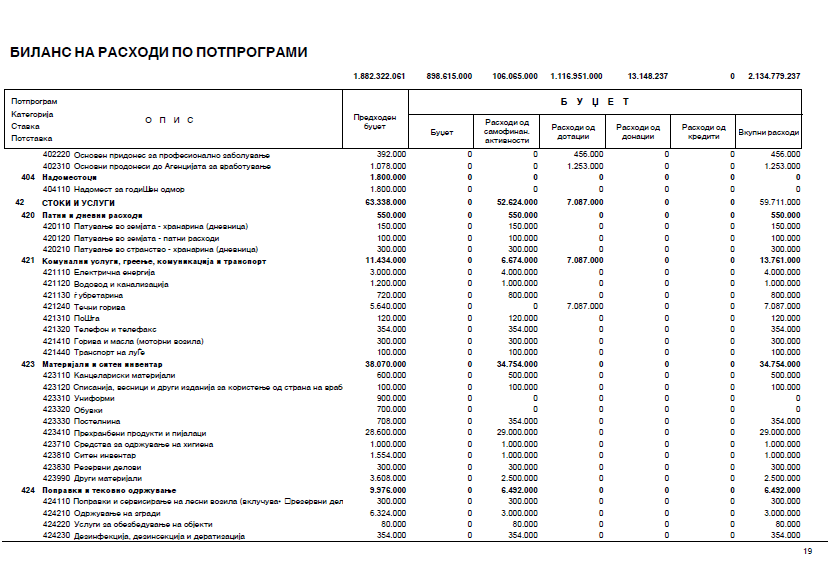 БИЛАНС НА РАСХОДИ ПО ПОТПРОГРАМИ
1.882.322.061 898.615.000 106.065.000 1.116.951.000 13.148.237 0 2.134.779.237
Потпрограм
Категорија
Ставка
Потставка
О П И С
Предходен буџет
Б У Џ Е Т
Буџет
Расходи од самофинан. активности
Расходи од дотации
Расходи од донации
Расходи од кредити
Вкупни расходи
402220 Основен придонес за професионално заболување 392.000 0 0 456.000 0 0 456.000
402310 Основни продонеси до Агенцијата за вработување 1.078.000 0 0 1.253.000 0 0 1.253.000
404 Надоместоци 1.800.000 0 0 0 0 0 0
404110 Надомест за годишен одмор 1.800.000 0 0 0 0 0 0
42 СТОКИ И УСЛУГИ 63.338.000 0 52.624.000 7.087.000 0 0 59.711.000
420 Патни и дневни расходи 550.000 0 550.000 0 0 0 550.000
420110 Патување во земјата - хранарина (дневница) 150.000 0 150.000 0 0 0 150.000
420120 Патување во земјата - патни расходи 100.000 0 100.000 0 0 0 100.000
420210 Патување во странство - хранарина (дневница) 300.000 0 300.000 0 0 0 300.000
421 Комунални услуги, греење, комуникација и транспорт 11.434.000 0 6.674.000 7.087.000 0 0 13.761.000
421110 Електрична енергија 3.000.000 0 4.000.000 0 0 0 4.000.000
421120 Водовод и канализација 1.200.000 0 1.000.000 0 0 0 1.000.000
421130 ѓубретарина 720.000 0 800.000 0 0 0 800.000
421240 Течни горива 5.640.000 0 0 7.087.000 0 0 7.087.000
421310 Пошта 120.000 0 120.000 0 0 0 120.000
421320 Телефон и телефакс 354.000 0 354.000 0 0 0 354.000
421410 Горива и масла (моторни возила) 300.000 0 300.000 0 0 0 300.000
421440 Транспорт на луѓе 100.000 0 100.000 0 0 0 100.000
423 Материјали и ситен инвентар 38.070.000 0 34.754.000 0 0 0 34.754.000
423110 Канцелариски материјали 600.000 0 500.000 0 0 0 500.000
423120 Списанија, весници и други изданија за користење од страна на враб 100.000 0 100.000 0 0 0 100.000
423310 Униформи 900.000 0 0 0 0 0 0
423320 Обувки 700.000 0 0 0 0 0 0
423330 Постелнина 708.000 0 354.000 0 0 0 354.000
423410 Прехранбени продукти и пијалаци 28.600.000 0 29.000.000 0 0 0 29.000.000
423710 Средства за одржување на хигиена 1.000.000 0 1.000.000 0 0 0 1.000.000
423810 Ситен инвентар 1.554.000 0 1.000.000 0 0 0 1.000.000
423830 Резервни делови 300.000 0 300.000 0 0 0 300.000
423990 Други материјали 3.608.000 0 2.500.000 0 0 0 2.500.000
424 Поправки и тековно одржување 9.976.000 0 6.492.000 0 0 0 6.492.000
424110 Поправки и сервисирање на лесни возила (вклучува• □резервни дел 300.000 0 300.000 0 0 0 300.000
424210 Одржување на згради 6.324.000 0 3.000.000 0 0 0 3.000.000
424220 Услуги за обезбедување на објекти 80.000 0 80.000 0 0 0 80.000
424230 Дезинфекција, дезинсекција и дератизација 354.000 0 354.000 0 0 0 354.000
19